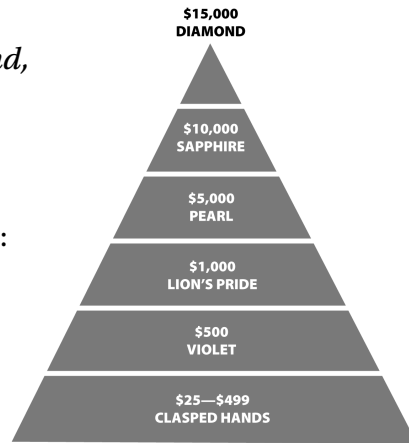 $15,000
DIAMOND
nd,
$10,000
SAPPHIRE
$5,000
PEARL
:
$1,000
LION'S PRIDE
$500
VIOLET
$25—$499
CLASPED HANDS